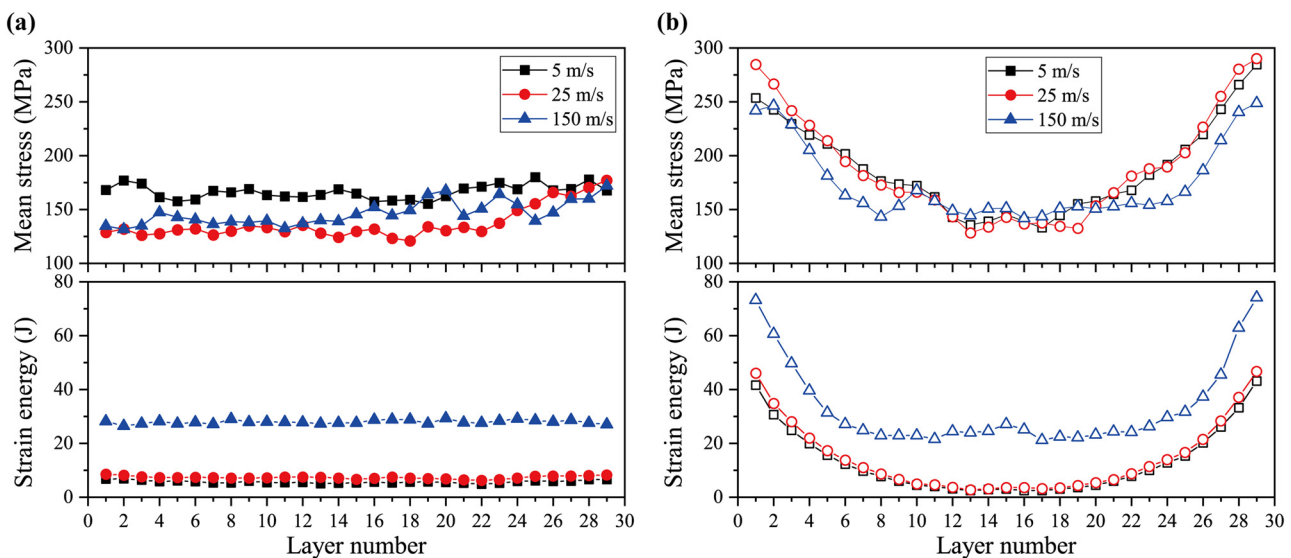 (a)
Mean stress (MPa)
300
250
200
150
100
5 m/s
25 m/s
150 m/s
Strain energy (J)
80
60
40
20
0
0 2 4 6 8 10 12 14 16 18 20 22 24 26 28 30
Layer number
(b)
Mean stress (MPa)
300
250
200
150
100
5 m/s
25 m/s
150 m/s
Strain energy (J)
80
60
40
20
0
0 2 4 6 8 10 12 14 16 18 20 22 24 26 28 30
Layer number